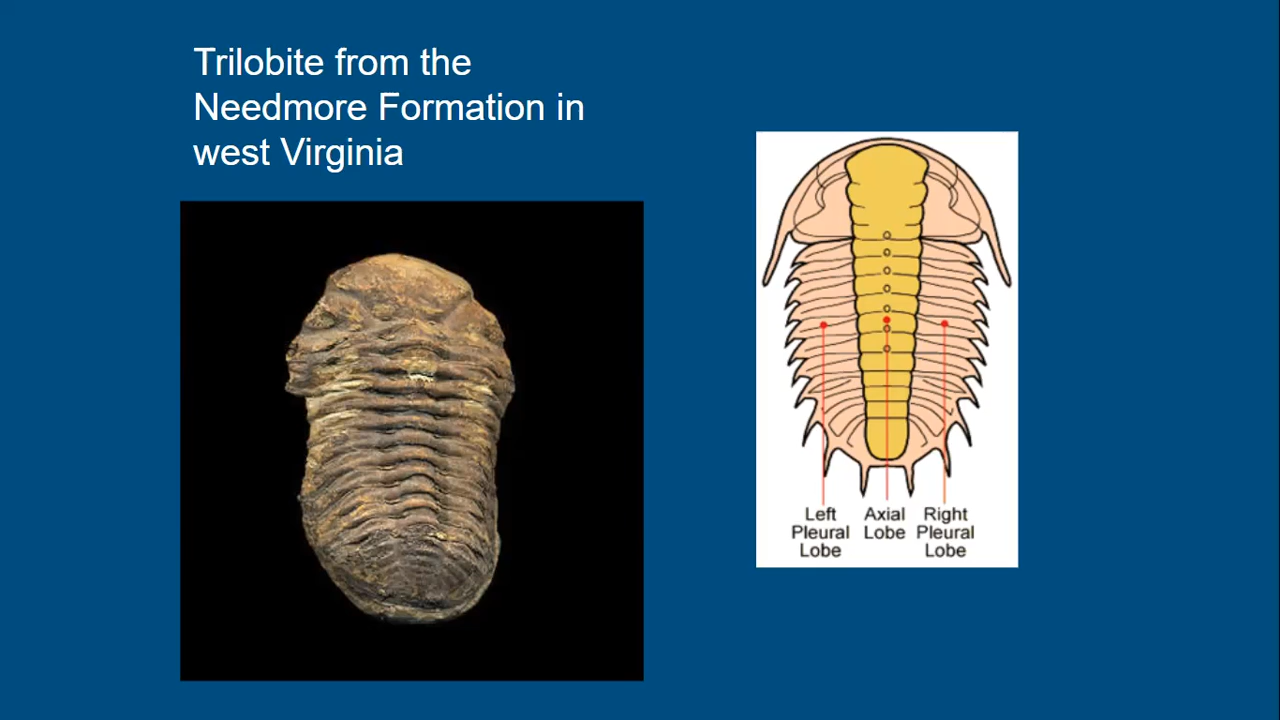 Trilobite from the
Needmore Formation in
west Virginia
Left
Pleural
Lobe
Axial
Lobe
Right
Pleural
Lobe